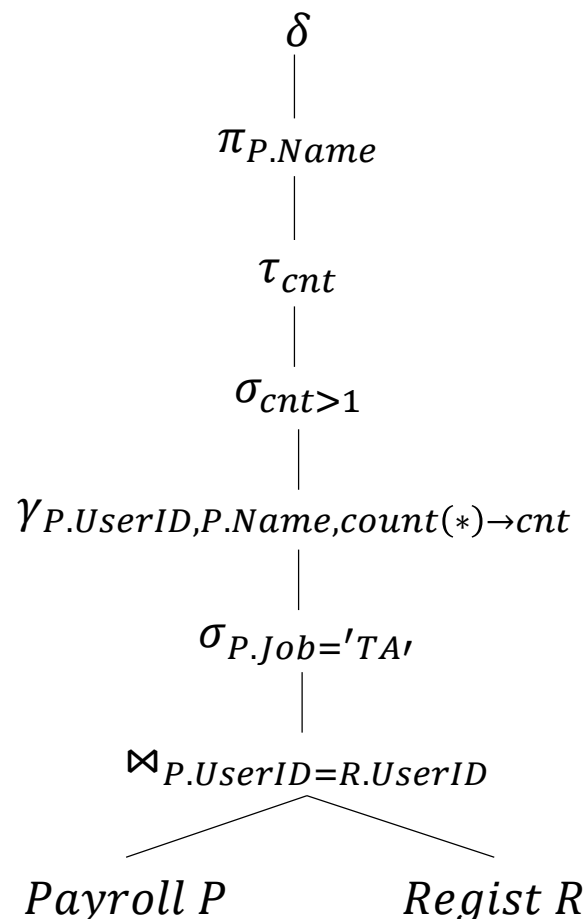 δ
π_{P.Name}
τ_{cnt}
σ_{cnt>1}
γ_{P.UserID,P.Name,count(*)→cnt}
σ_{P.Job='TA'}
⋈_{P.UserID=R.UserID}
Payroll P Regist R